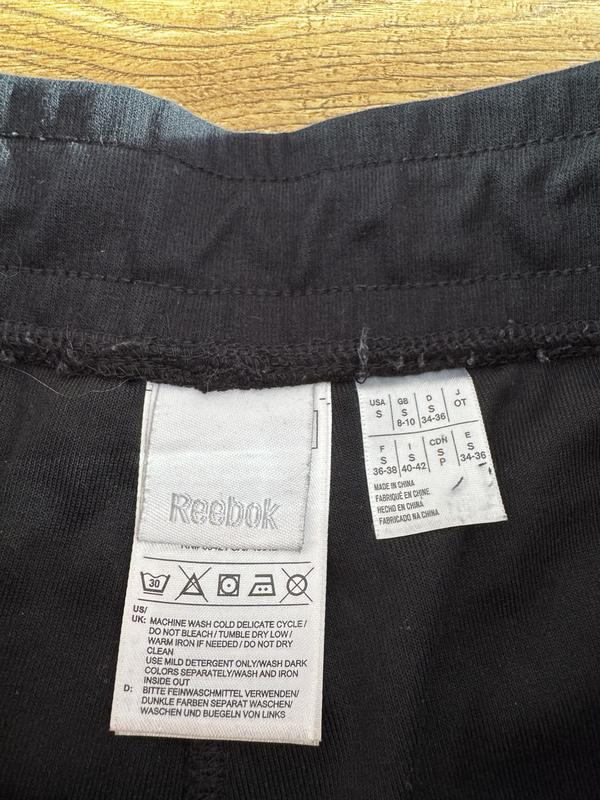 Reebok
30
US/
UK: MACHINE WASH COLD DELICATE CYCLE/
DO NOT BLEACH/TUMBLE DRY LOW/
WARM IRON IF NEEDED/DO NOT DRY
CLEAN
USE MILD DETERGENT ONLY/WASH DARK
COLORS SEPARATELY/WASH AND IRON
INSIDE OUT
D: BITTE FEINWASCHMITTEL VERWENDEN/
DUNKLE FARBEN SEPARAT WASCHEN/
WASCHEN UND BUEGELN VON LINKS
USA GB D J
S S S OT
8-10 34-36
F I CDN E
S S S S
36-38 40-42 P 34-36
MADE IN CHINA
FABRIQUÉ EN CHINE
HECHO EN CHINA
FABRICADO NA CHINA